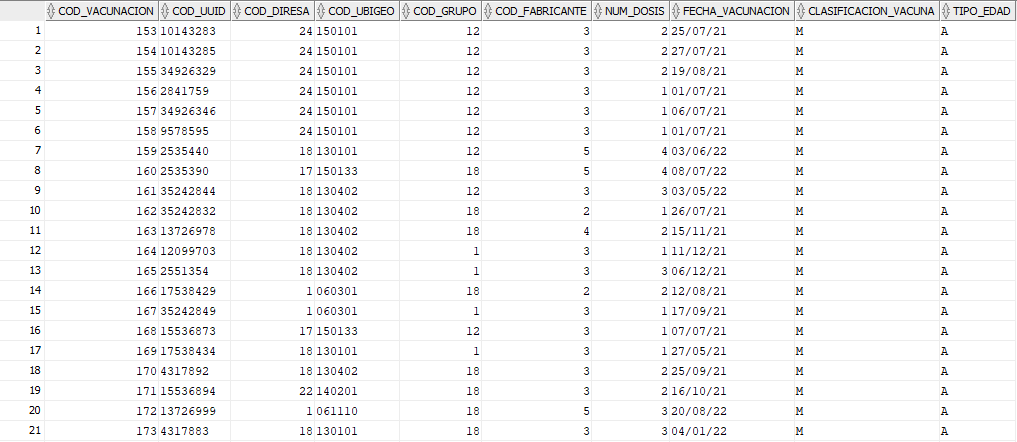 COD_VACUNACION COD_UUID COD_DIRESA COD_UBIGEO COD_GRUPO COD_FABRICANTE NUM_DOSIS FECHA_VACUNACION CLASIFICACION_VACUNA TIPO_EDAD
1 153 10143283 24 150101 12 3 2 25/07/21 M A
2 154 10143285 24 150101 12 3 2 27/07/21 M A
3 155 34926329 24 150101 12 3 2 19/08/21 M A
4 156 2841759 24 150101 12 3 1 01/07/21 M A
5 157 34926346 24 150101 12 3 1 06/07/21 M A
6 158 9578595 24 150101 12 3 1 01/07/21 M A
7 159 2535440 18 130101 12 5 4 03/06/22 M A
8 160 2535390 17 150133 18 5 4 08/07/22 M A
9 161 35242844 18 130402 12 3 3 03/05/22 M A
10 162 35242832 18 130402 18 2 1 26/07/21 M A
11 163 13726978 18 130402 18 4 2 15/11/21 M A
12 164 12099703 18 130402 1 3 1 11/12/21 M A
13 165 2551354 18 130402 1 3 3 06/12/21 M A
14 166 17538429 1 060301 18 2 2 12/08/21 M A
15 167 35242849 1 060301 1 3 1 17/09/21 M A
16 168 15536873 17 150133 12 3 1 07/07/21 M A
17 169 17538434 18 130101 1 3 1 27/05/21 M A
18 170 4317892 18 130402 18 3 2 25/09/21 M A
19 171 15536894 22 140201 18 3 2 16/10/21 M A
20 172 13726999 1 061110 18 5 3 20/08/22 M A
21 173 4317883 18 130101 18 3 3 04/01/22 M A